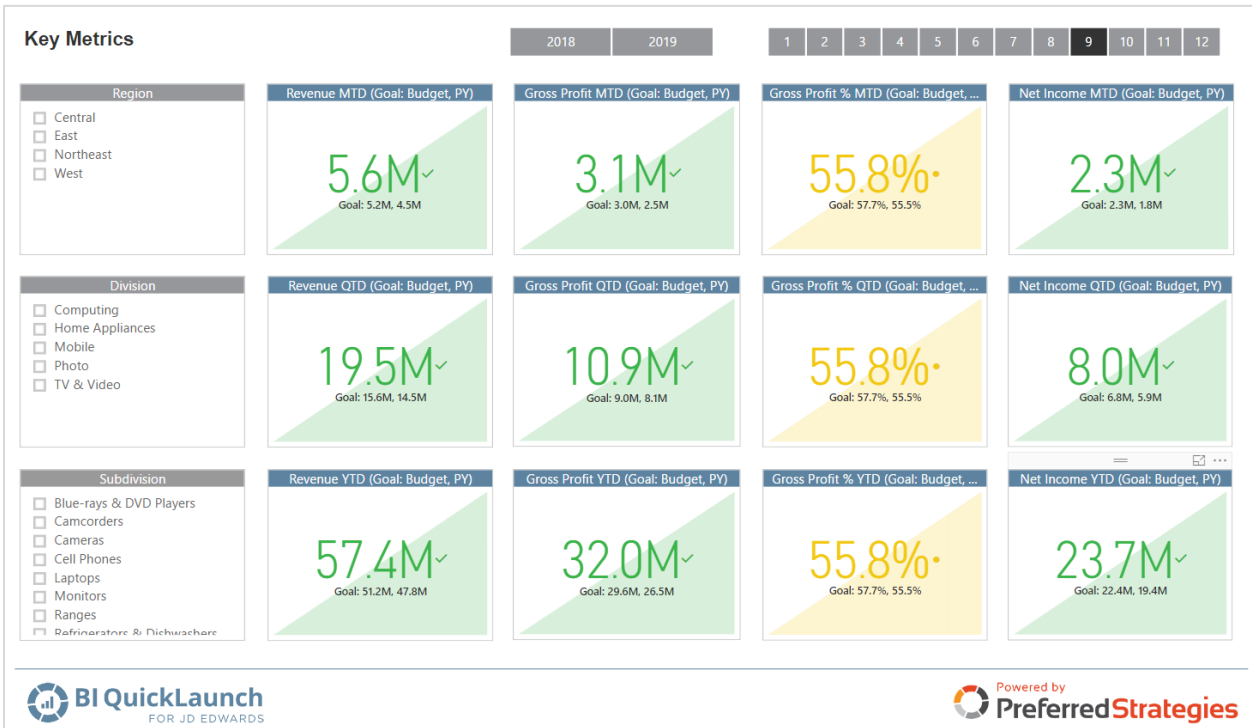 Key Metrics
2018 2019
1 2 3 4 5 6 7 8 9 10 11 12
Region
Central
East
Northeast
West
Revenue MTD (Goal: Budget, PY)
5.6M
Goal: 5.2M, 4.5M
Gross Profit MTD (Goal: Budget, PY)
3.1M
Goal: 3.0M, 2.5M
Gross Profit % MTD (Goal: Budget, ...
55.8%
Goal: 57.7%, 55.5%
Net Income MTD (Goal: Budget, PY)
2.3M
Goal: 2.3M, 1.8M
Division
Computing
Home Appliances
Mobile
Photo
TV & Video
Revenue QTD (Goal: Budget, PY)
19.5M
Goal: 15.6M, 14.5M
Gross Profit QTD (Goal: Budget, PY)
10.9M
Goal: 9.0M, 8.1M
Gross Profit % QTD (Goal: Budget, ...
55.8%
Goal: 57.7%, 55.5%
Net Income QTD (Goal: Budget, PY)
8.0M
Goal: 6.8M, 5.9M
Subdivision
Blue-rays & DVD Players
Camcorders
Cameras
Cell Phones
Laptops
Monitors
Ranges
Refrigerators & Dishwashers
Revenue YTD (Goal: Budget, PY)
57.4M
Goal: 51.2M, 47.8M
Gross Profit YTD (Goal: Budget, PY)
32.0M
Goal: 29.6M, 26.5M
Gross Profit % YTD (Goal: Budget, ...
55.8%
Goal: 57.7%, 55.5%
Net Income YTD (Goal: Budget, PY)
23.7M
Goal: 22.4M, 19.4M
BI QuickLaunch
FOR JD EDWARDS
Powered by
Preferred Strategies